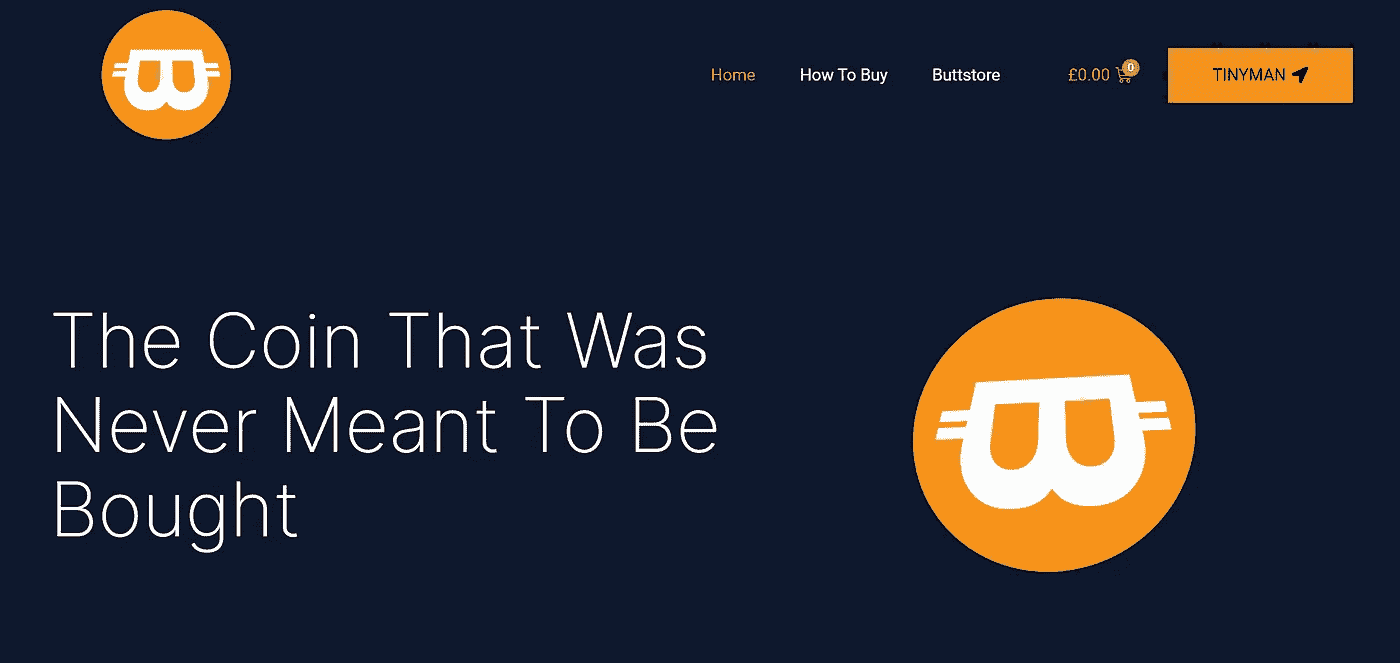 Home How To Buy Buttstore £0.00 0 TINYMAN
The Coin That Was
Never Meant To Be
Bought